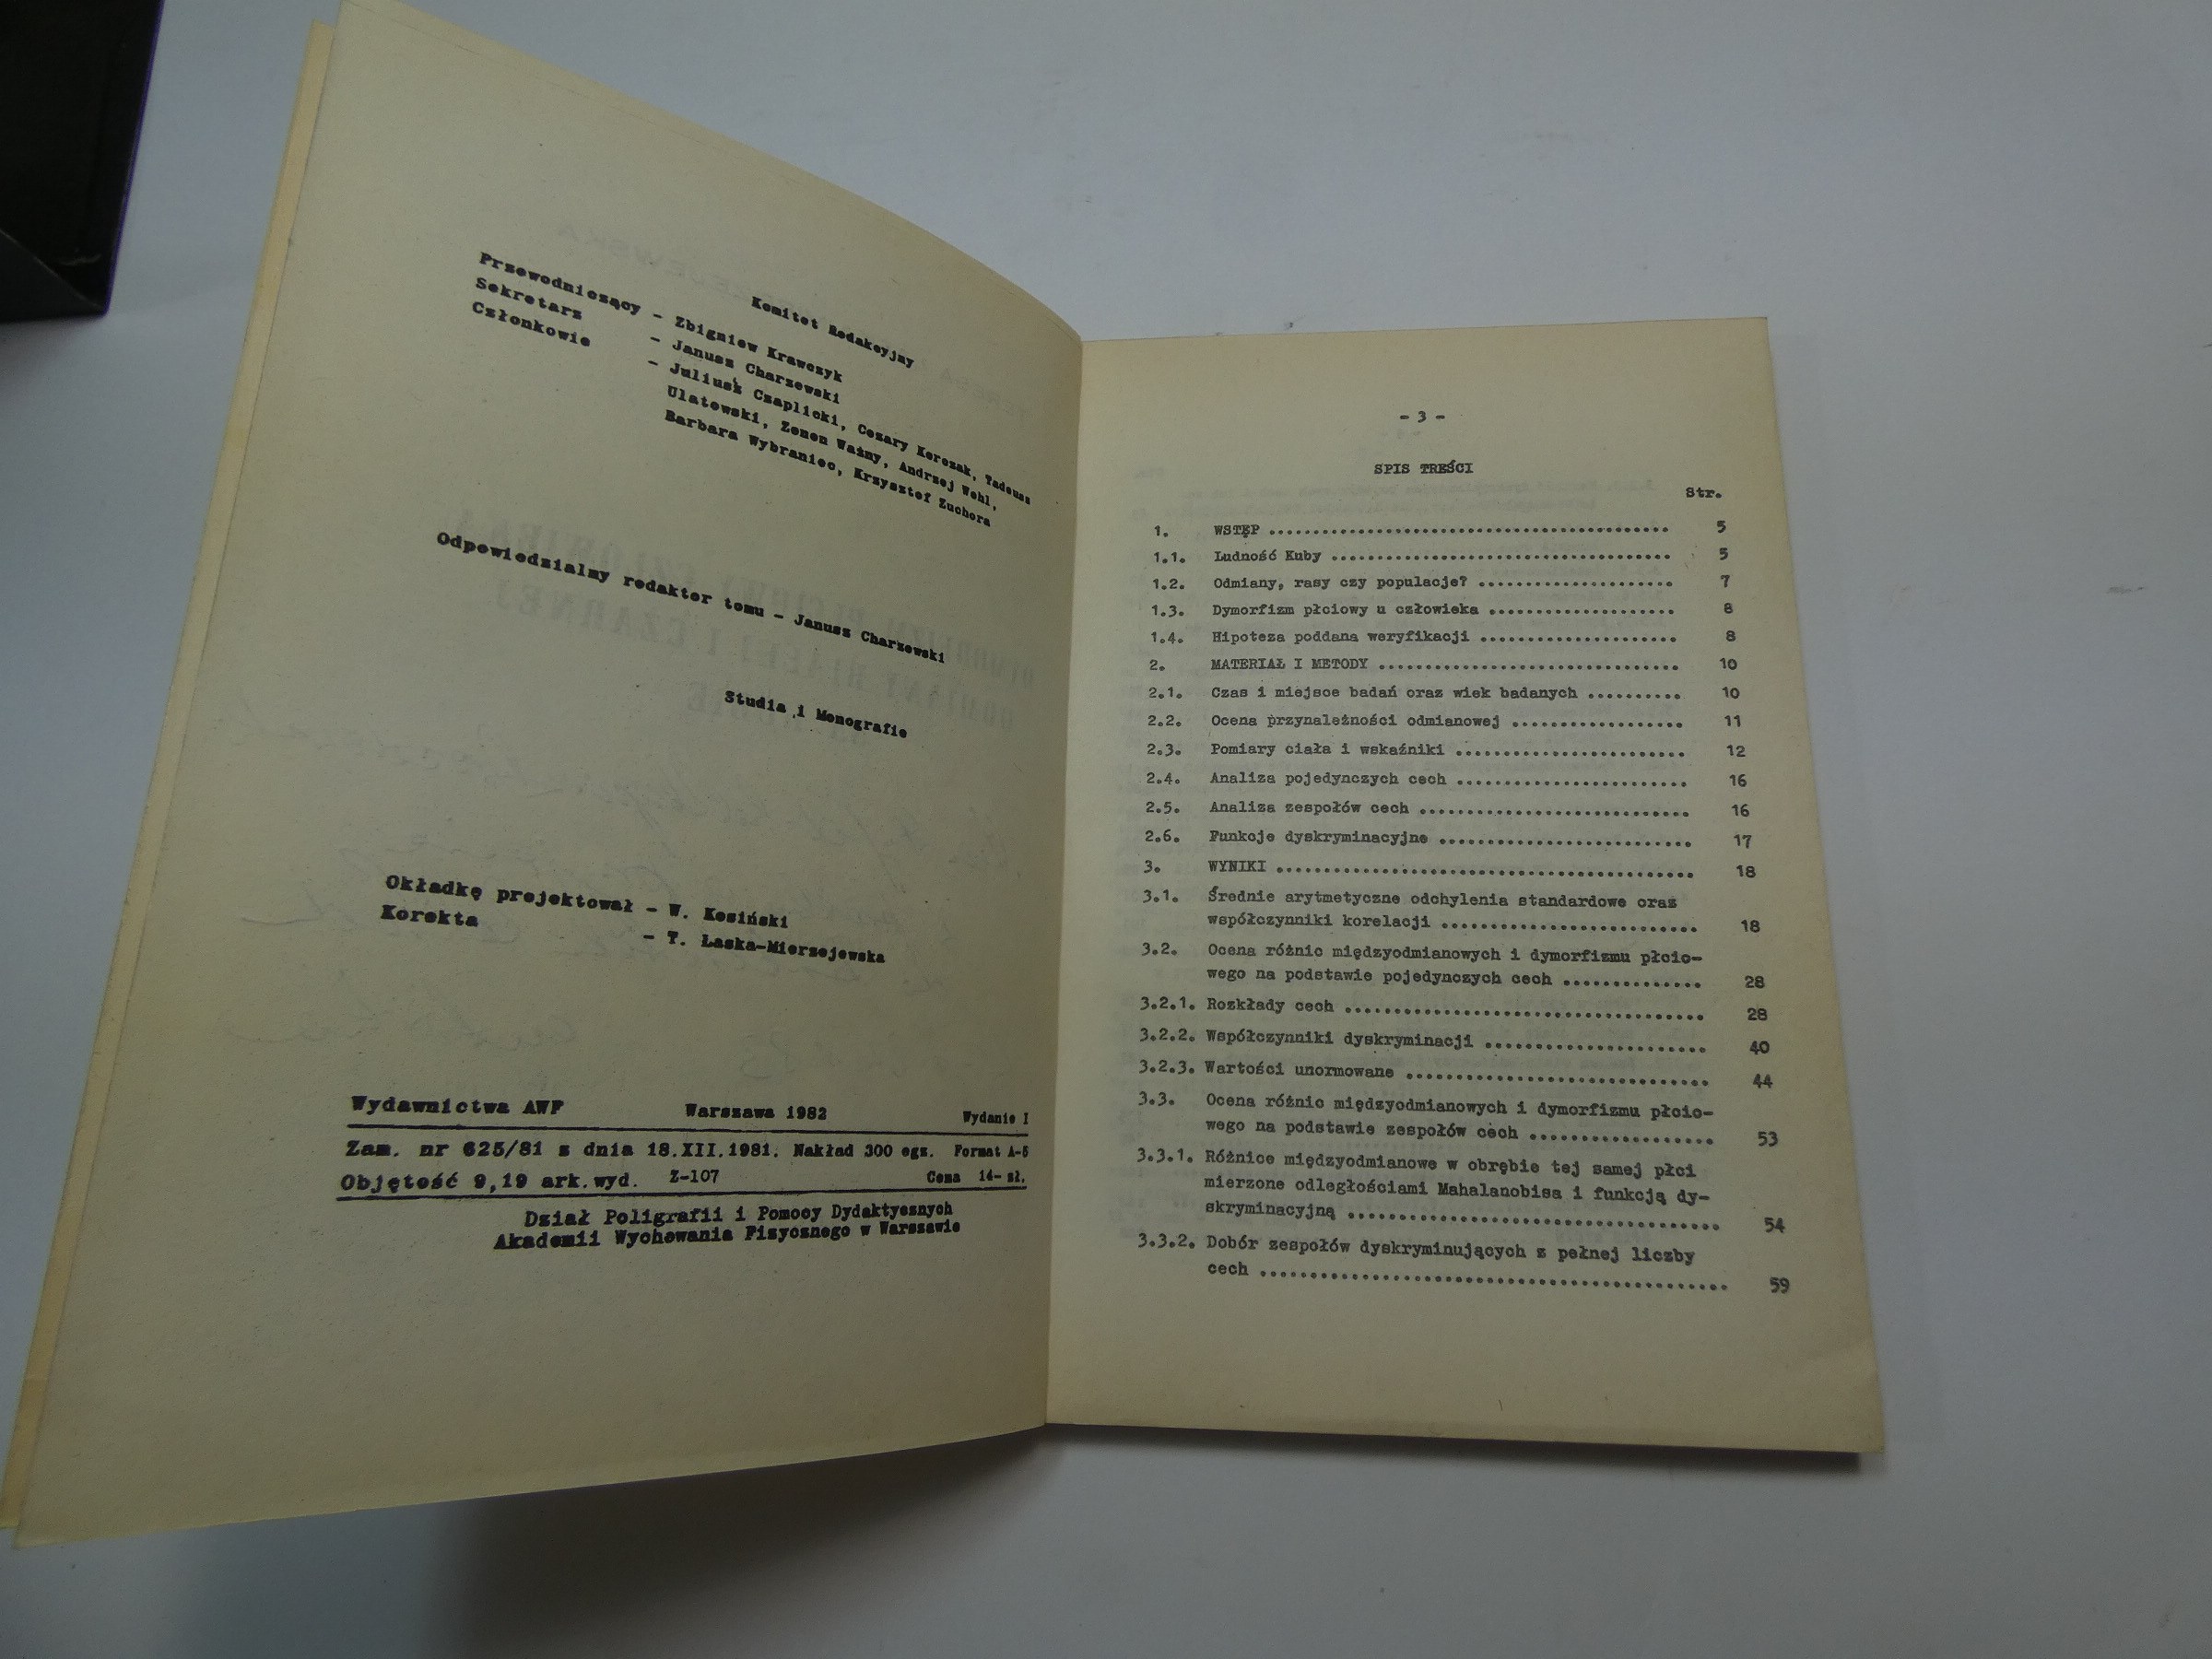 Komitet Redakcyjny
Przewodniczący - Zbigniew Krawczyk
Sekretarz - Janusz Charzewski
Członkowie - Juliusz Czaplicki, Cezary Korczak, Tadeusz
Ulatowski, Zenon Ważny, Andrzej Wohl,
Barbara Wybraniec, Krzysztof Zuchora
Odpowiedzialny redaktor tomu - Janusz Charzewski
Studia i Monografie
Okładkę projektował - W. Kosiński
Korekta - T. Łaska-Mierzejewska
Wydawnictwa AWF Warszawa 1982 Wydanie I
Zam. nr 625/81 z dnia 18.XII.1981. Nakład 300 egz. Format A-5
Objętość 9,19 ark. wyd. Z-107 Cena 14- zł.
Dział Poligrafii i Pomocy Dydaktycznych
Akademii Wychowania Fizycznego w Warszawie
- 3 -
SPIS TREŚCI
Str.
1. WSTĘP ........................................... 5
1.1. Ludność Kuby ..................................... 5
1.2. Odmiany, rasy czy populacje? ..................... 7
1.3. Dymorfizm płciowy u człowieka .................... 8
1.4. Hipoteza poddana weryfikacji ..................... 8
2. MATERIAŁ I METODY ................................ 10
2.1. Czas i miejsce badań oraz wiek badanych .......... 10
2.2. Ocena przynależności odmianowej .................. 11
2.3. Pomiary ciała i wskaźniki ........................ 12
2.4. Analiza pojedynczych cech ........................ 16
2.5. Analiza zespołów cech ............................ 16
2.6. Funkcje dyskryminacyjne .......................... 17
3. WYNIKI ........................................... 18
3.1. Średnie arytmetyczne odchylenia standardowe oraz
współczynniki korelacji ........................... 18
3.2. Ocena różnic międzyodmianowych i dymorfizmu płcio-
wego na podstawie pojedynczych cech .............. 28
3.2.1. Rozkłady cech .................................... 28
3.2.2. Współczynniki dyskryminacji ...................... 40
3.2.3. Wartości unormowane .............................. 44
3.3. Ocena różnic międzyodmianowych i dymorfizmu płcio-
wego na podstawie zespołów cech .................. 53
3.3.1. Różnice międzyodmianowe w obrębie tej samej płci
mierzone odległościami Mahalanobisa i funkcją dy-
skryminacyjną .................................... 54
3.3.2. Dobór zespołów dyskryminujących z pełnej liczby
cech ............................................. 59